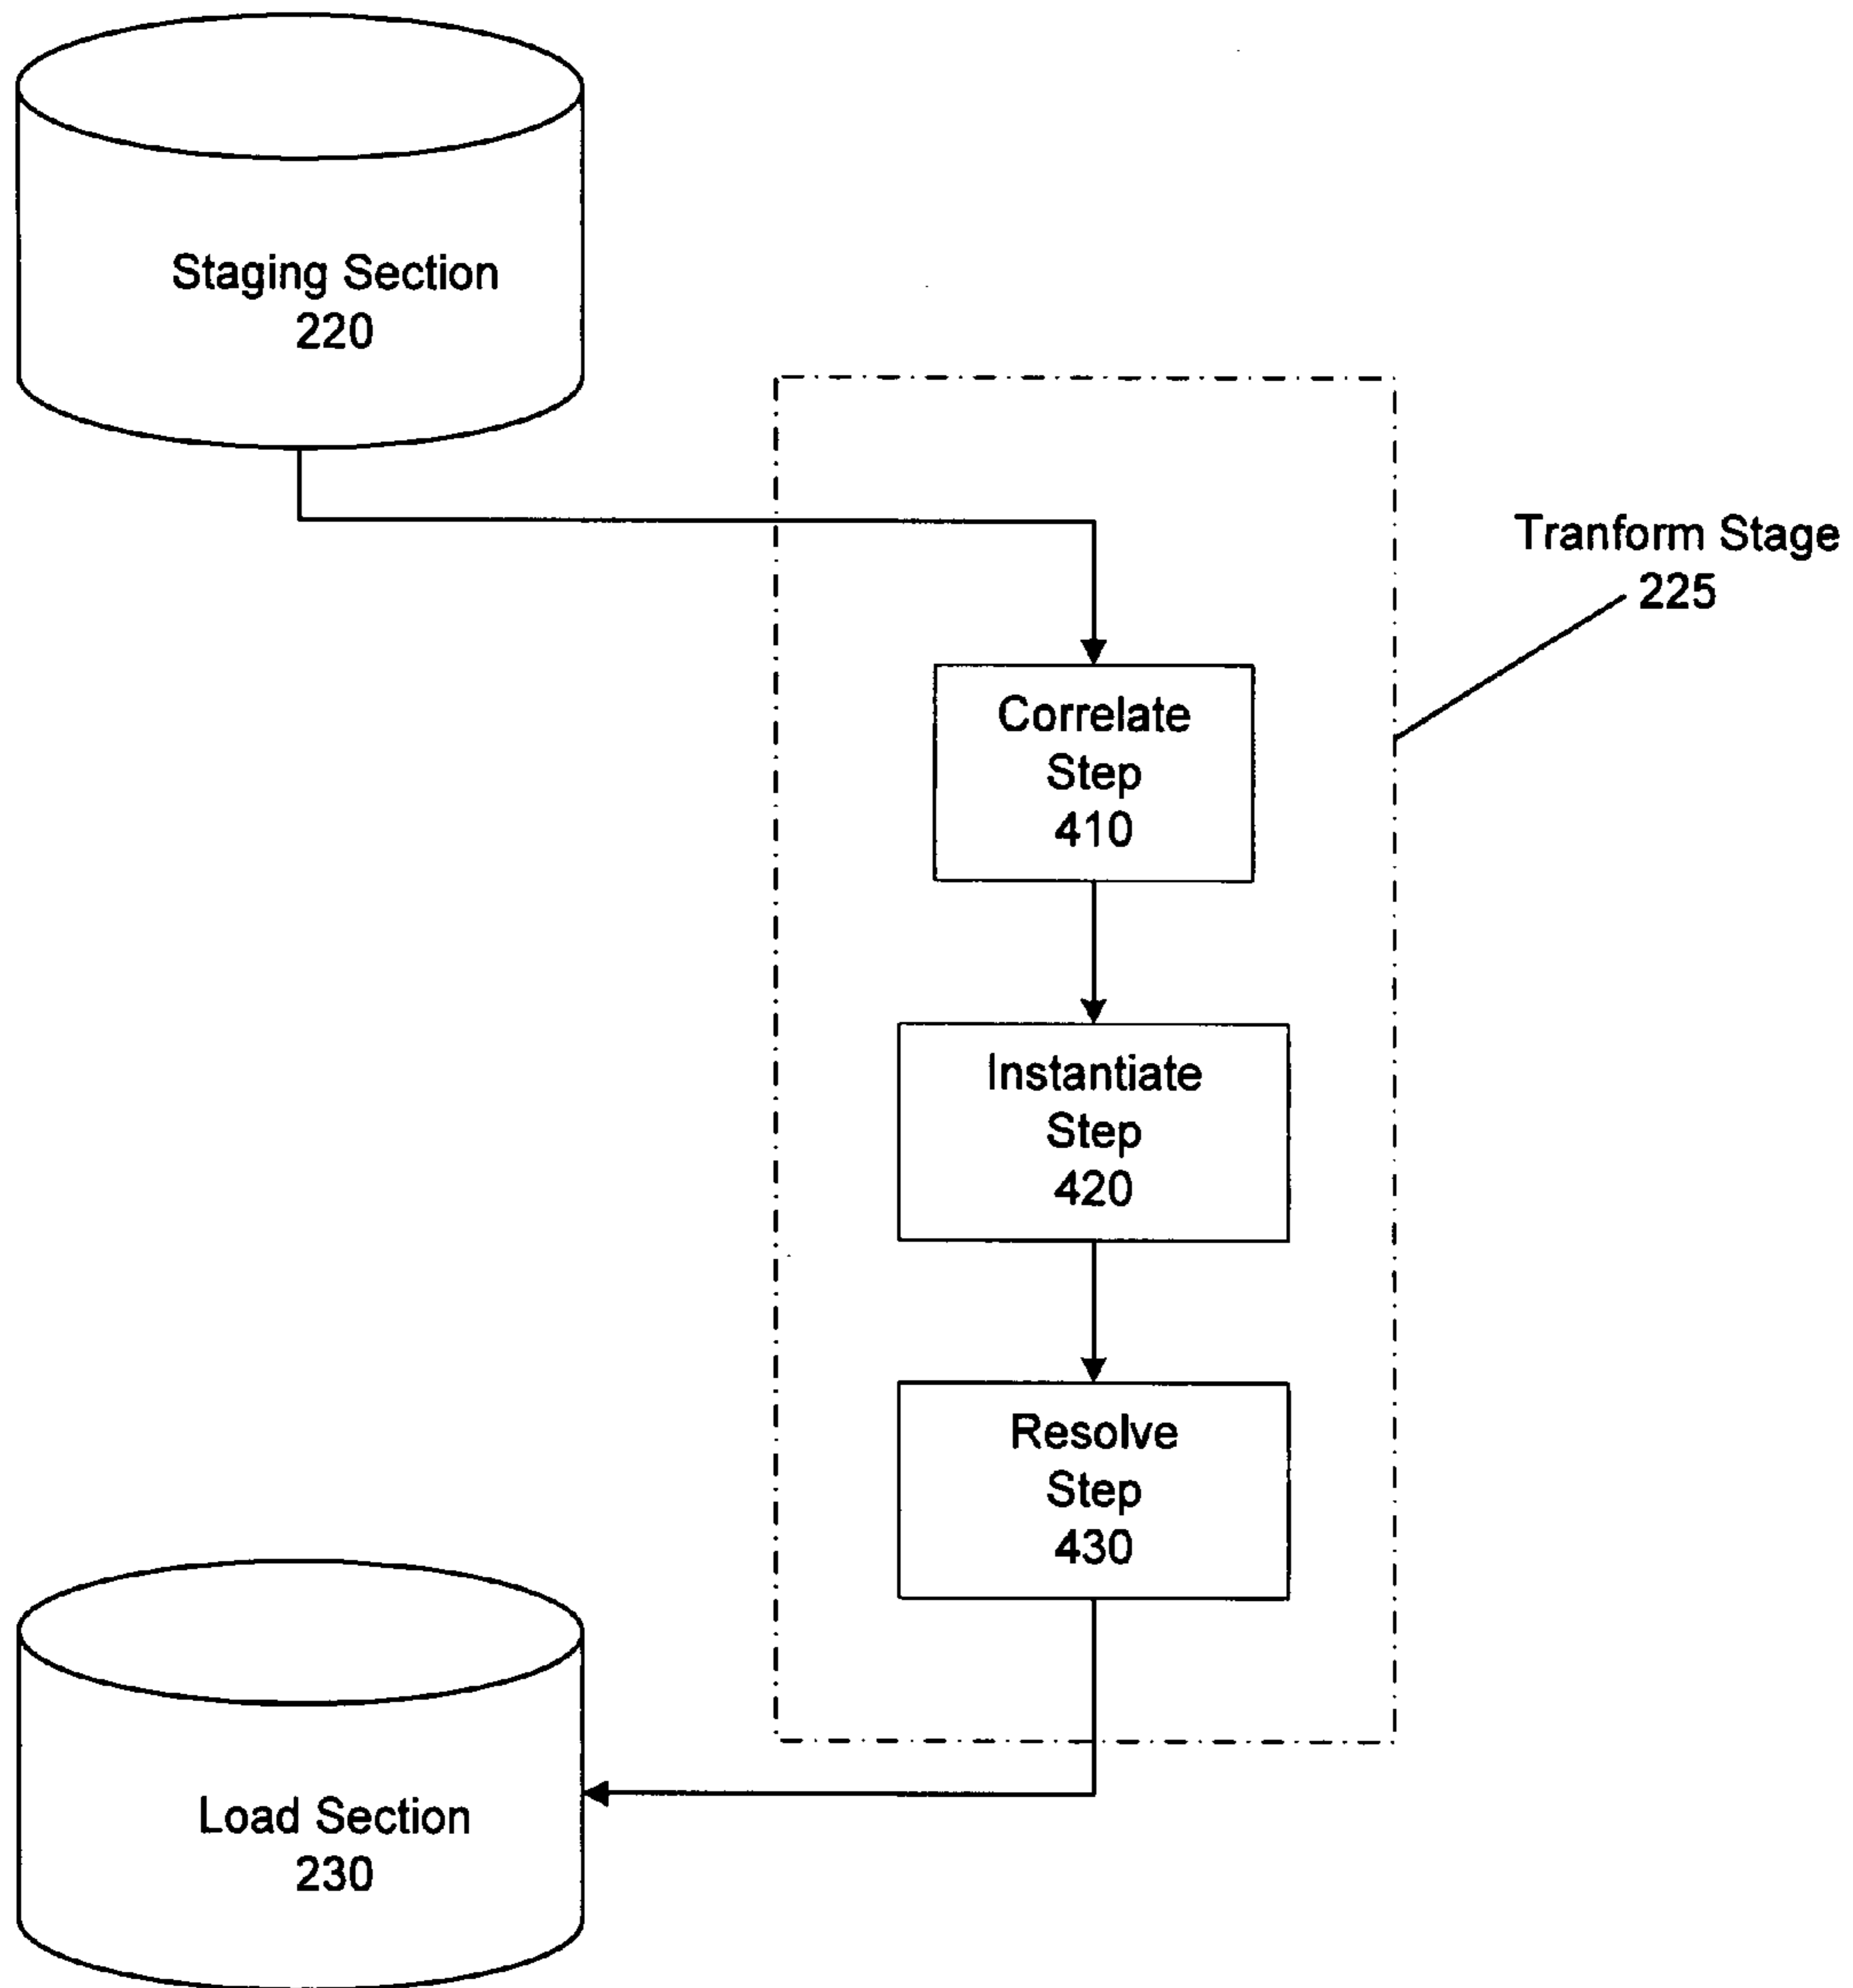 Staging Section
220
Tranform Stage
225
Correlate
Step
410
Instantiate
Step
420
Resolve
Step
430
Load Section
230